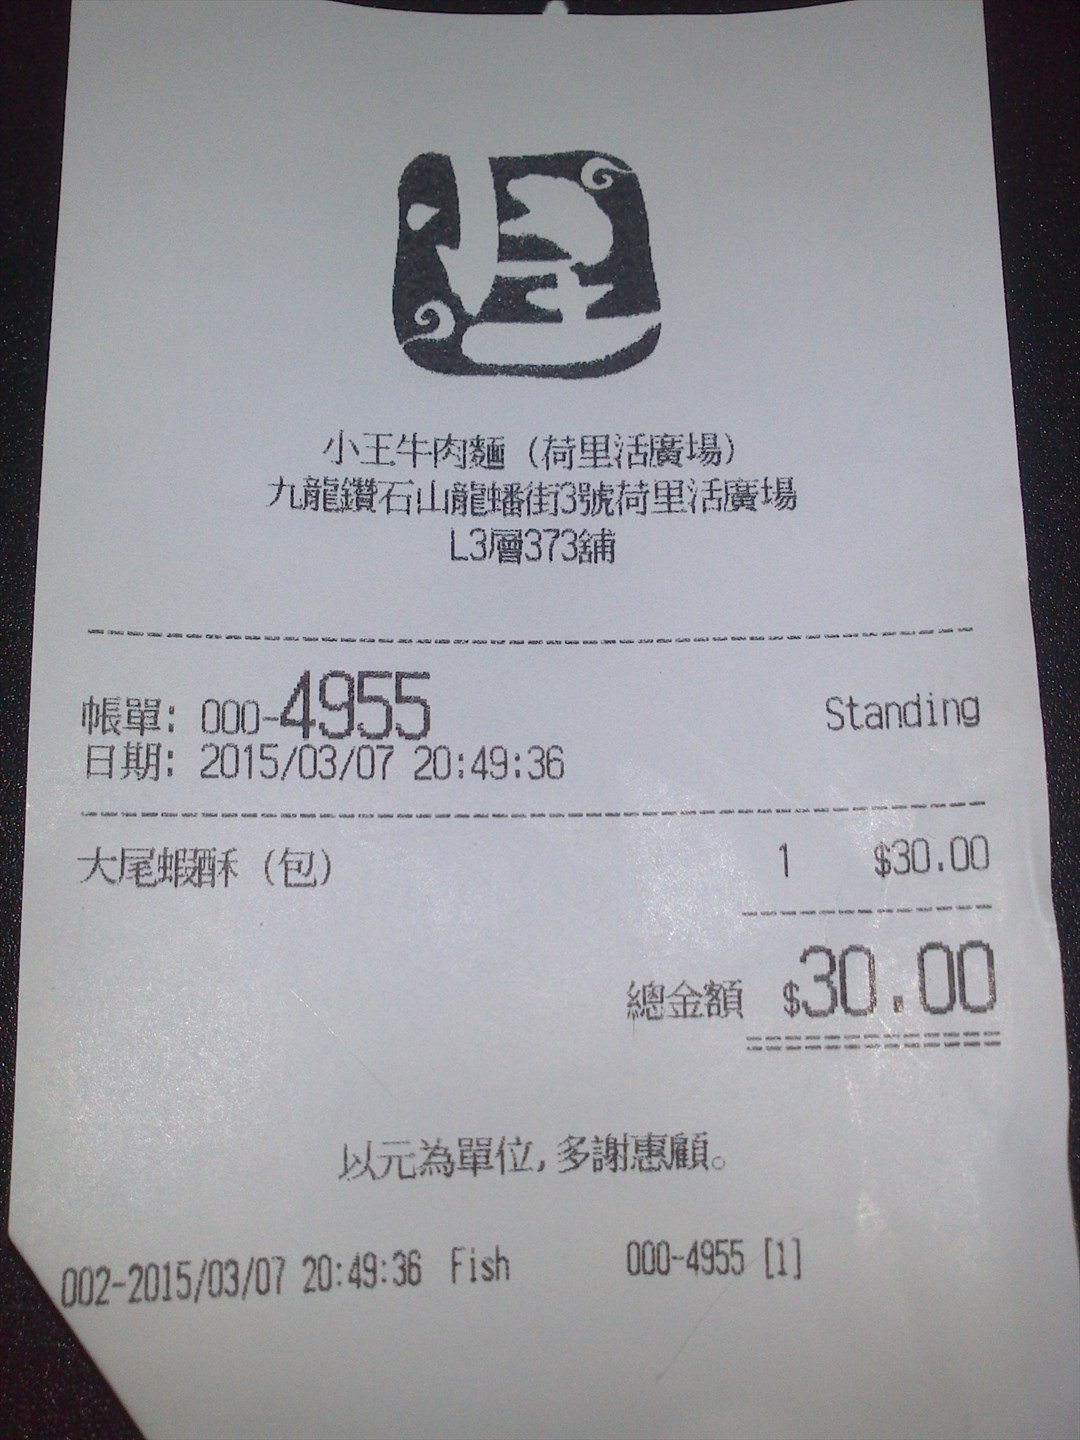 小王牛肉麵 (荷里活廣場)
九龍鑽石山龍蟠街3號荷里活廣場
L3層373舖
帳單: 000-4955 Standing
日期: 2015/03/07 20:49:36
大尾蝦酥 (包) 1 $30.00
總金額 $30.00
以元為單位,多謝惠顧。
002-2015/03/07 20:49:36 Fish 000-4955 [1]